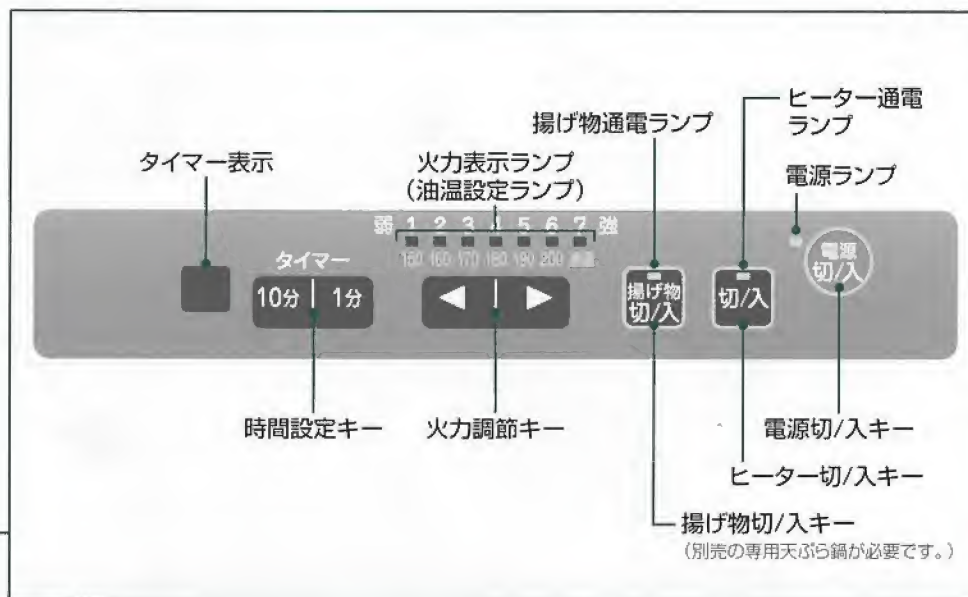 ヒーター通電
ランプ
揚げ物通電ランプ
タイマー表示
火力表示ランプ
(油温設定ランプ)
電源ランプ
弱 1 2 3 4 5 6 7 強
160 170 180 190 200
タイマー
10分 1分
揚げ物
切/入
切/入
電源
切/入
時間設定キー
火力調節キー
電源切/入キー
ヒーター切/入キー
揚げ物切/入キー
(別売の専用天ぷら鍋が必要です。)